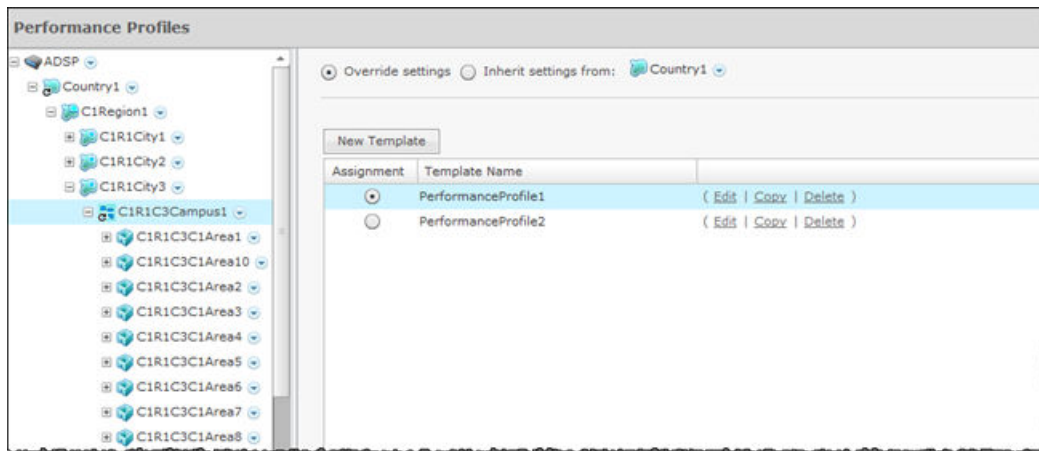 Performance Profiles
ADSP
Country1
C1Region1
C1R1City1
C1R1City2
C1R1City3
C1R1C3Campus1
C1R1C3C1Area1
C1R1C3C1Area10
C1R1C3C1Area2
C1R1C3C1Area3
C1R1C3C1Area4
C1R1C3C1Area5
C1R1C3C1Area6
C1R1C3C1Area7
C1R1C3C1Area8
Override settings Inherit settings from: Country1
New Template
Assignment Template Name
PerformanceProfile1 ( Edit | Copy | Delete )
PerformanceProfile2 ( Edit | Copy | Delete )